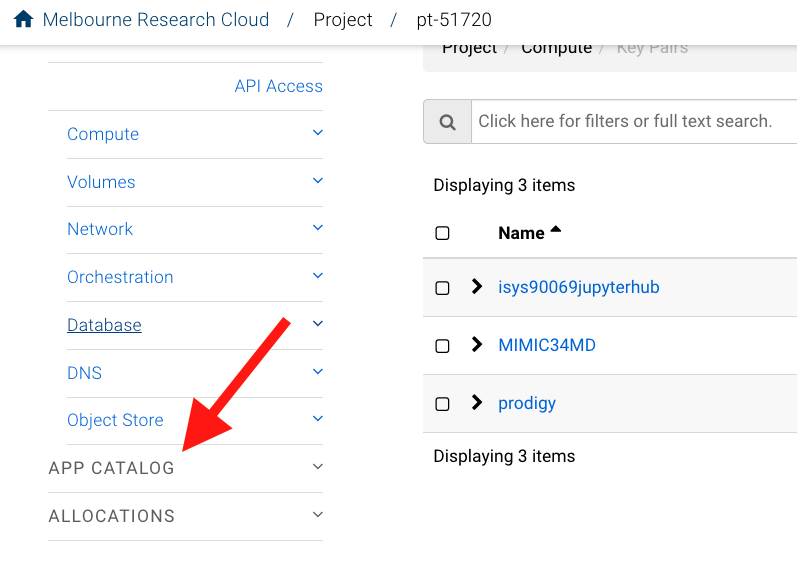 Melbourne Research Cloud / Project / pt-51720
Project / Compute / Key Pairs
API Access
Compute
Volumes
Network
Orchestration
Database
DNS
Object Store
APP CATALOG
ALLOCATIONS
Click here for filters or full text search.
Displaying 3 items
Name
isys90069jupyterhub
MIMIC34MD
prodigy
Displaying 3 items